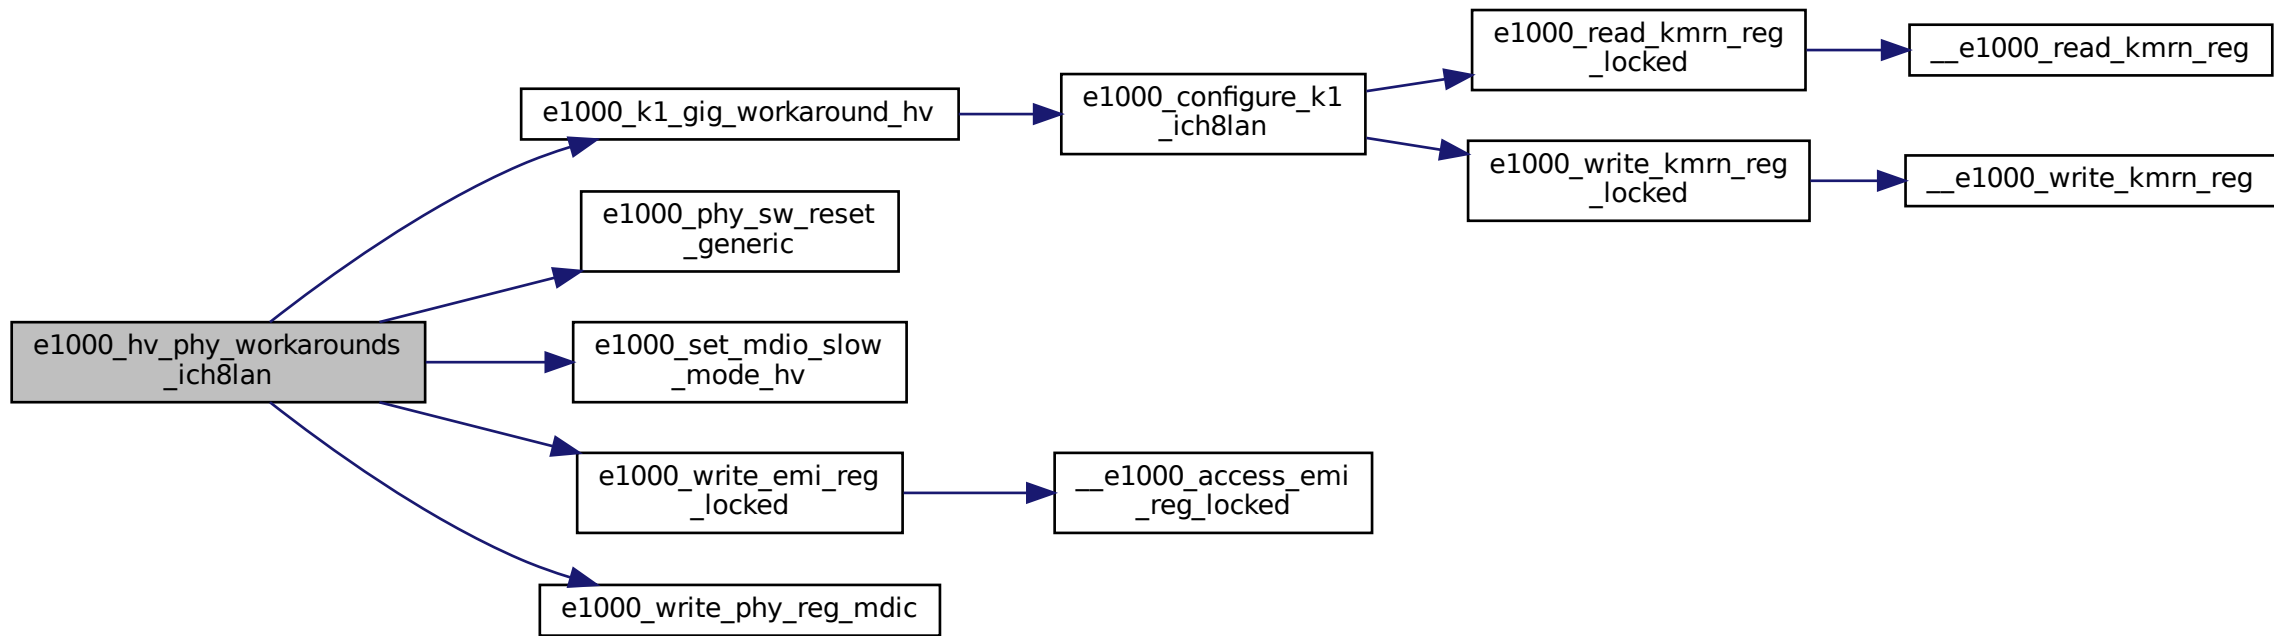 e1000_hv_phy_workarounds
_ich8lan
e1000_k1_gig_workaround_hv
e1000_phy_sw_reset
_generic
e1000_set_mdio_slow
_mode_hv
e1000_write_emi_reg
_locked
e1000_write_phy_reg_mdic
e1000_configure_k1
_ich8lan
__e1000_access_emi
_reg_locked
e1000_read_kmrn_reg
_locked
e1000_write_kmrn_reg
_locked
__e1000_read_kmrn_reg
__e1000_write_kmrn_reg